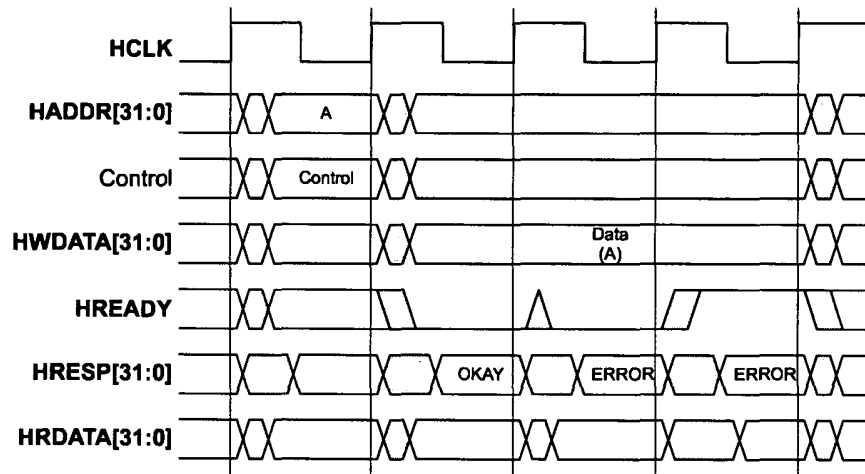 HCLK
HADDR[31:0]
A
Control
Control
HWDATA[31:0]
Data
(A)
HREADY
HRESP[31:0]
OKAY
ERROR
ERROR
HRDATA[31:0]